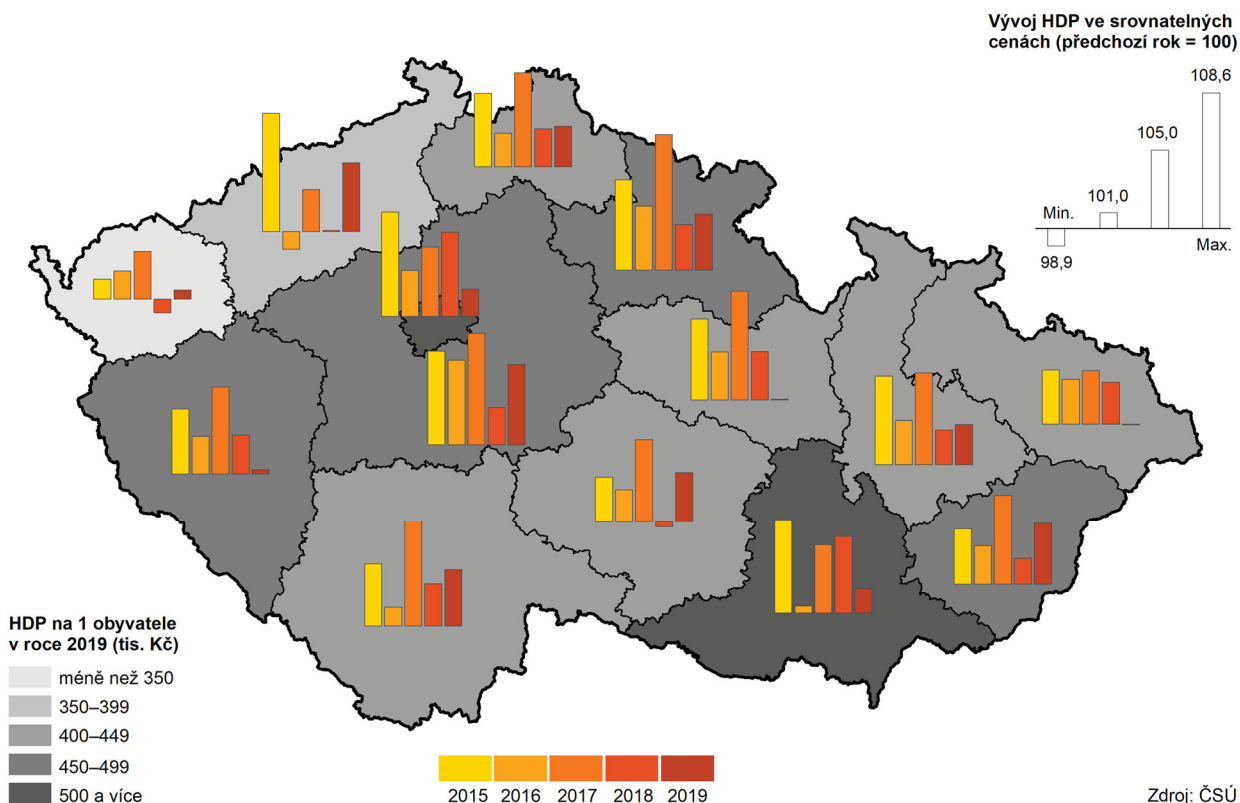 Vývoj HDP ve srovnatelných
cenách (předchozí rok = 100)
108,6
105,0
101,0
Min.
Max.
98,9
HDP na 1 obyvatele
v roce 2019 (tis. Kč)
méně než 350
350–399
400–449
450–499
500 a více
2015 2016 2017 2018 2019
Zdroj: ČSÚ